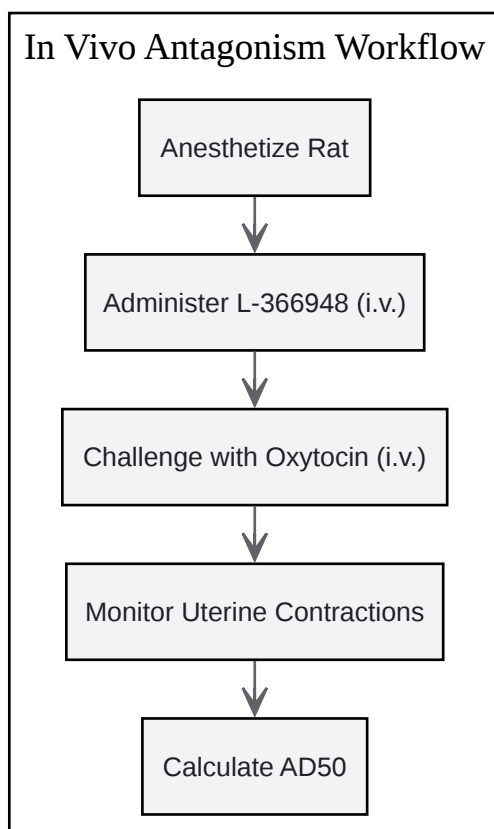 In Vivo Antagonism Workflow
Anesthetize Rat
Administer L-366948 (i.v.)
Challenge with Oxytocin (i.v.)
Monitor Uterine Contractions
Calculate AD50